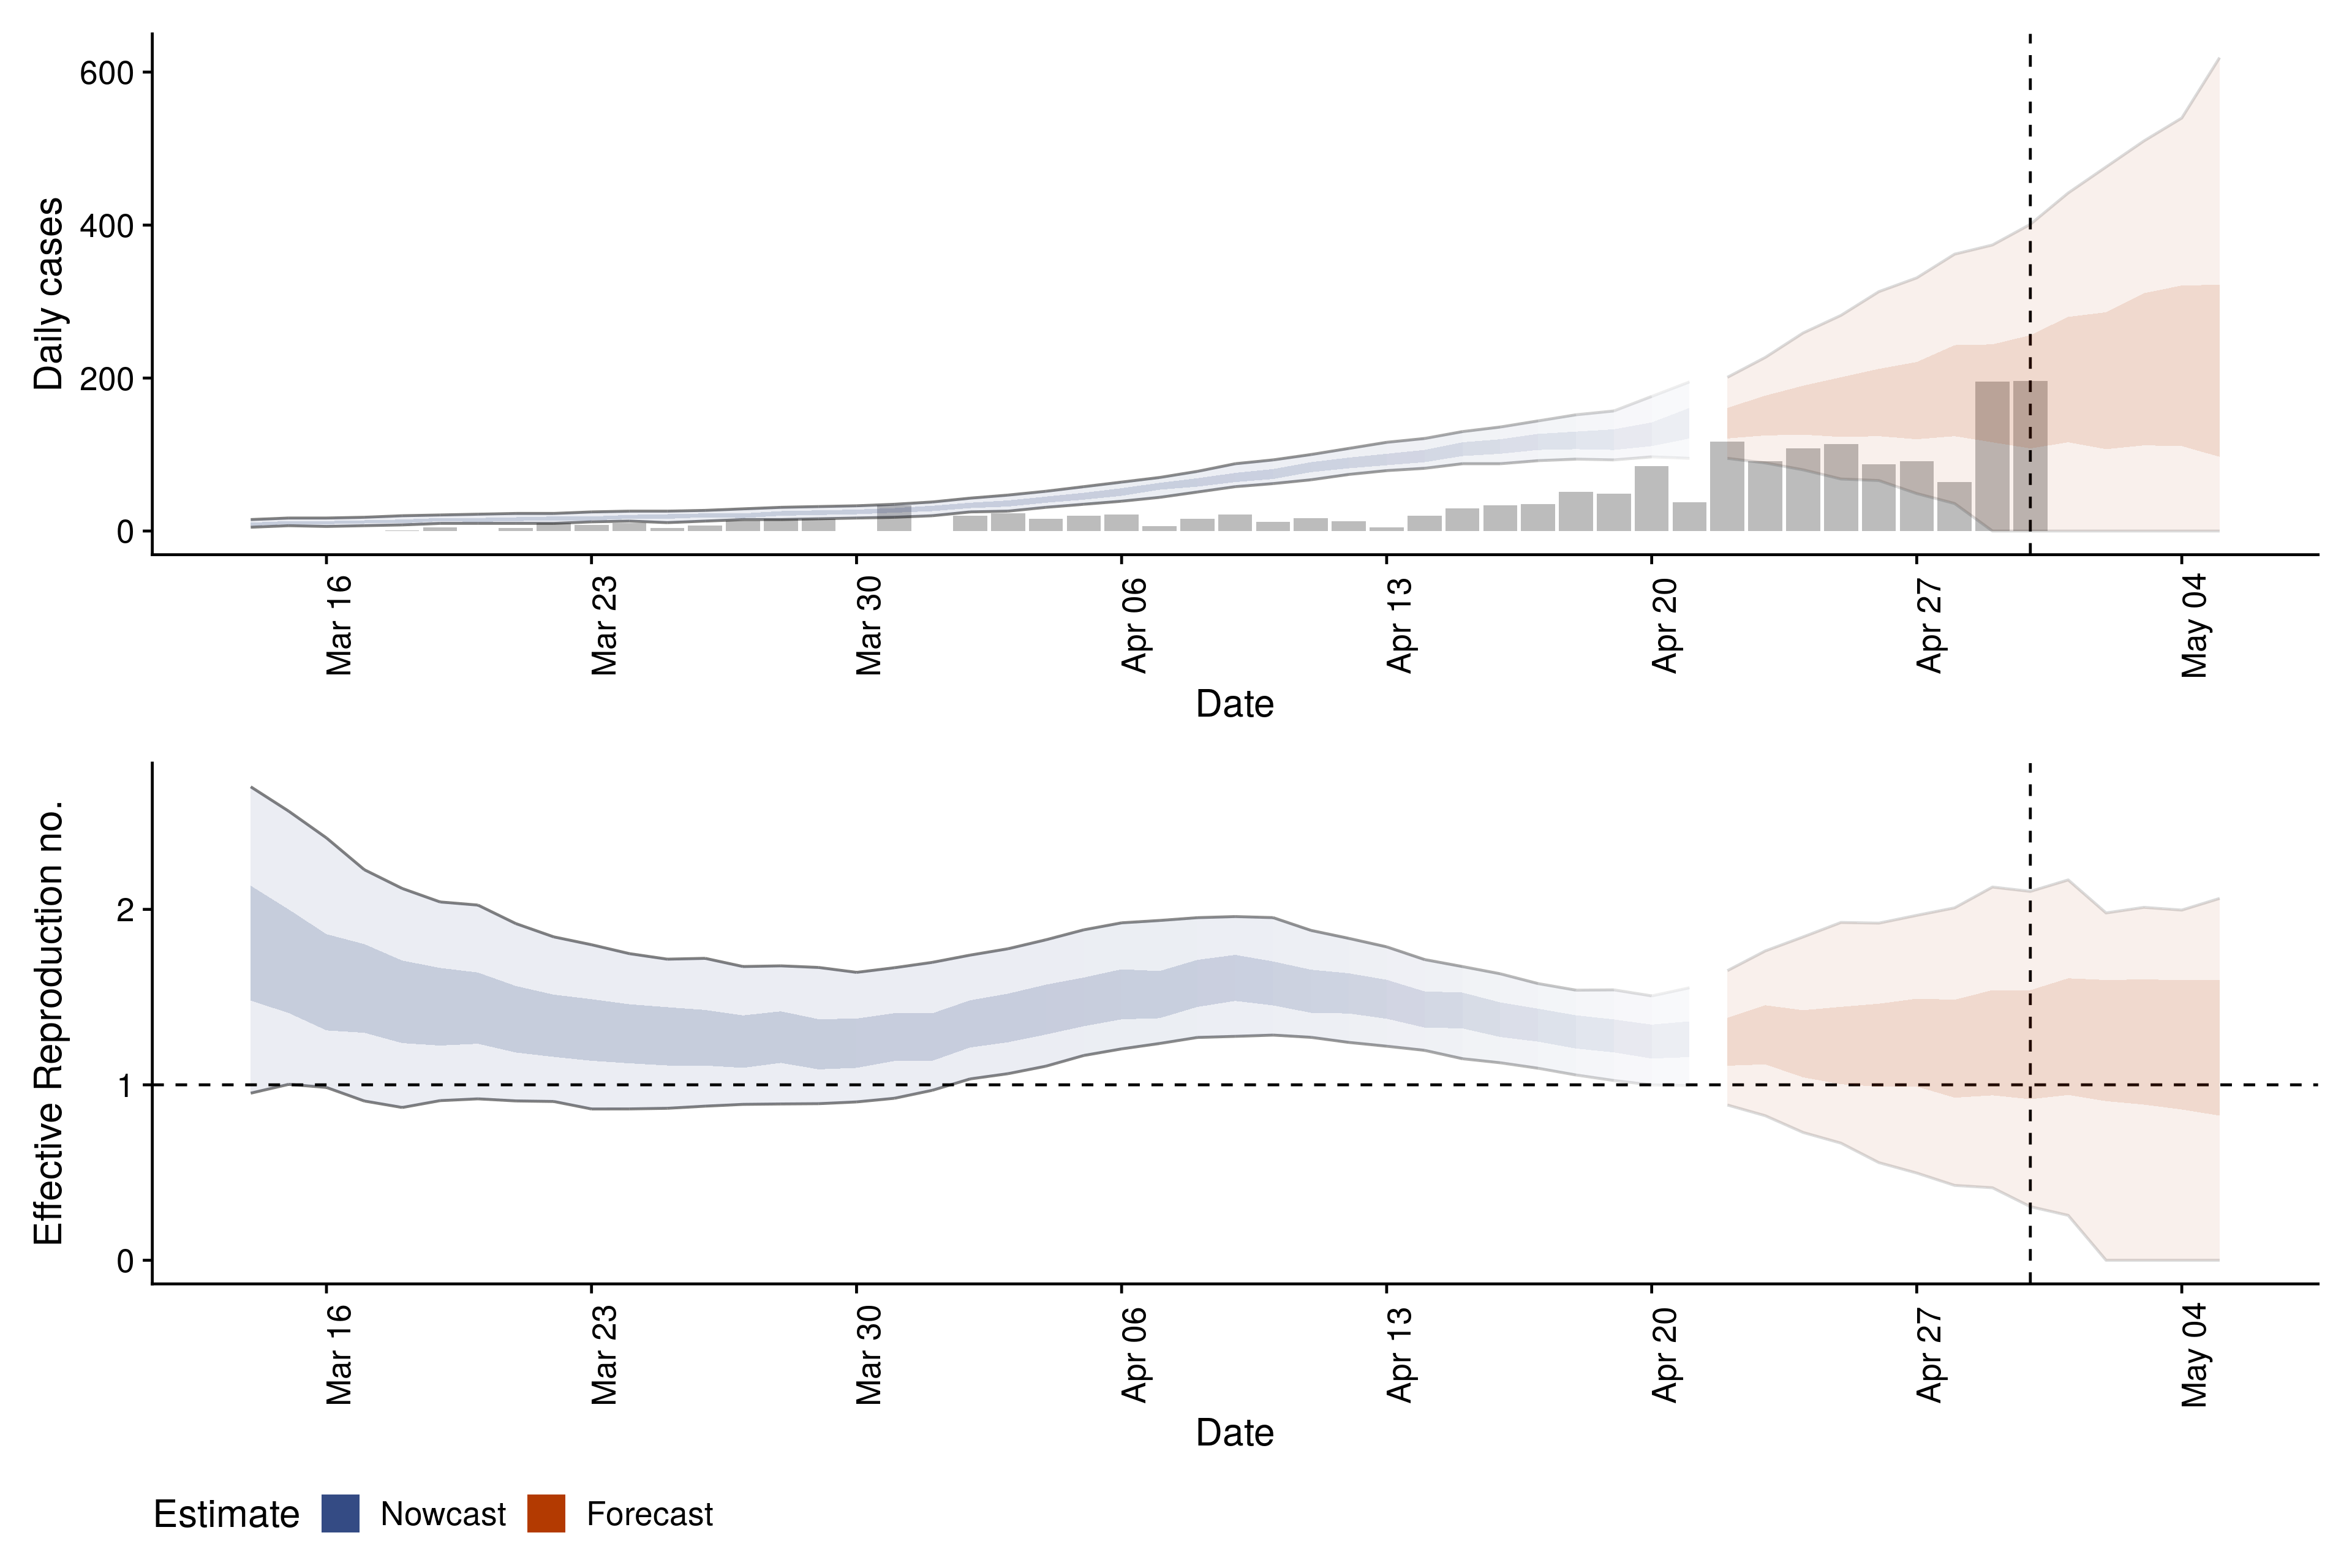 Daily cases
600
400
200
0
Mar 16
Mar 23
Mar 30
Apr 06
Apr 13
Apr 20
Apr 27
May 04
Date
Effective Reproduction no.
2
1
0
Mar 16
Mar 23
Mar 30
Apr 06
Apr 13
Apr 20
Apr 27
May 04
Date
Estimate Nowcast Forecast